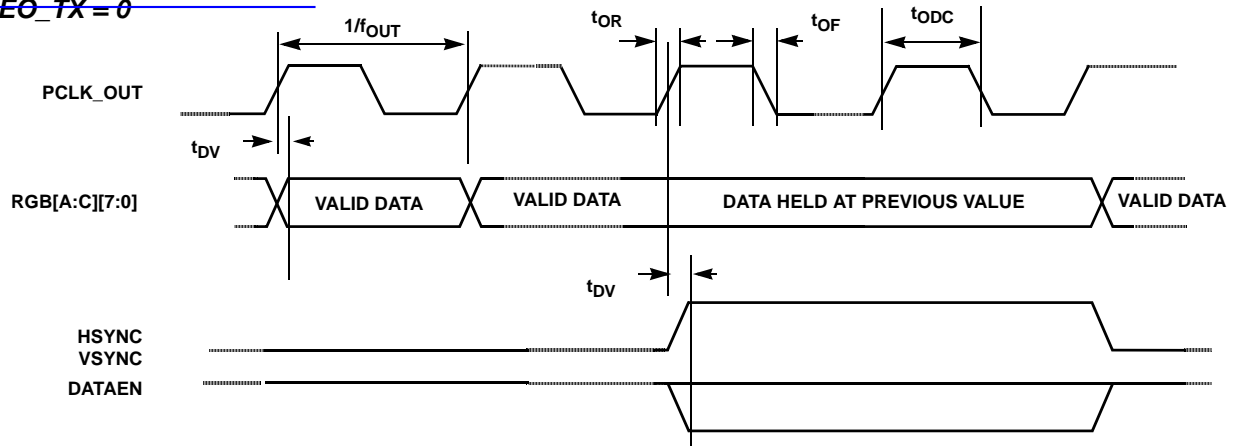 EO_TX = 0
1/fOUT
tOR
tOF
tODC
PCLK_OUT
tDV
RGB[A:C][7:0]
VALID DATA
VALID DATA
DATA HELD AT PREVIOUS VALUE
VALID DATA
tDV
HSYNC
VSYNC
DATAEN